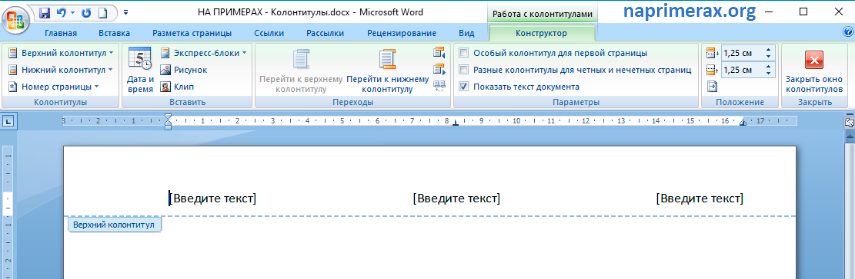 НА ПРИМЕРАХ - Колонтитулы.docx - Microsoft Word
Работа с колонтитулами
naprimerax.org
Главная Вставка Разметка страницы Ссылки Рассылки Рецензирование Вид Конструктор
Верхний колонтитул
Нижний колонтитул
Номер страницы
Колонтитулы
Дата и
время
Экспресс-блоки
Рисунок
Клип
Вставить
Перейти к верхнему
колонтитулу
Перейти к нижнему
колонтитулу
Переходы
Особый колонтитул для первой страницы
Разные колонтитулы для четных и нечетных страниц
Показать текст документа
Параметры
1,25 см
1,25 см
Положение
Закрыть окно
колонтитулов
Закрыть
3 2 1 1 2 3 4 5 6 7 8 9 10 11 12 13 14 15 16 17
[Введите текст] [Введите текст] [Введите текст]
Верхний колонтитул